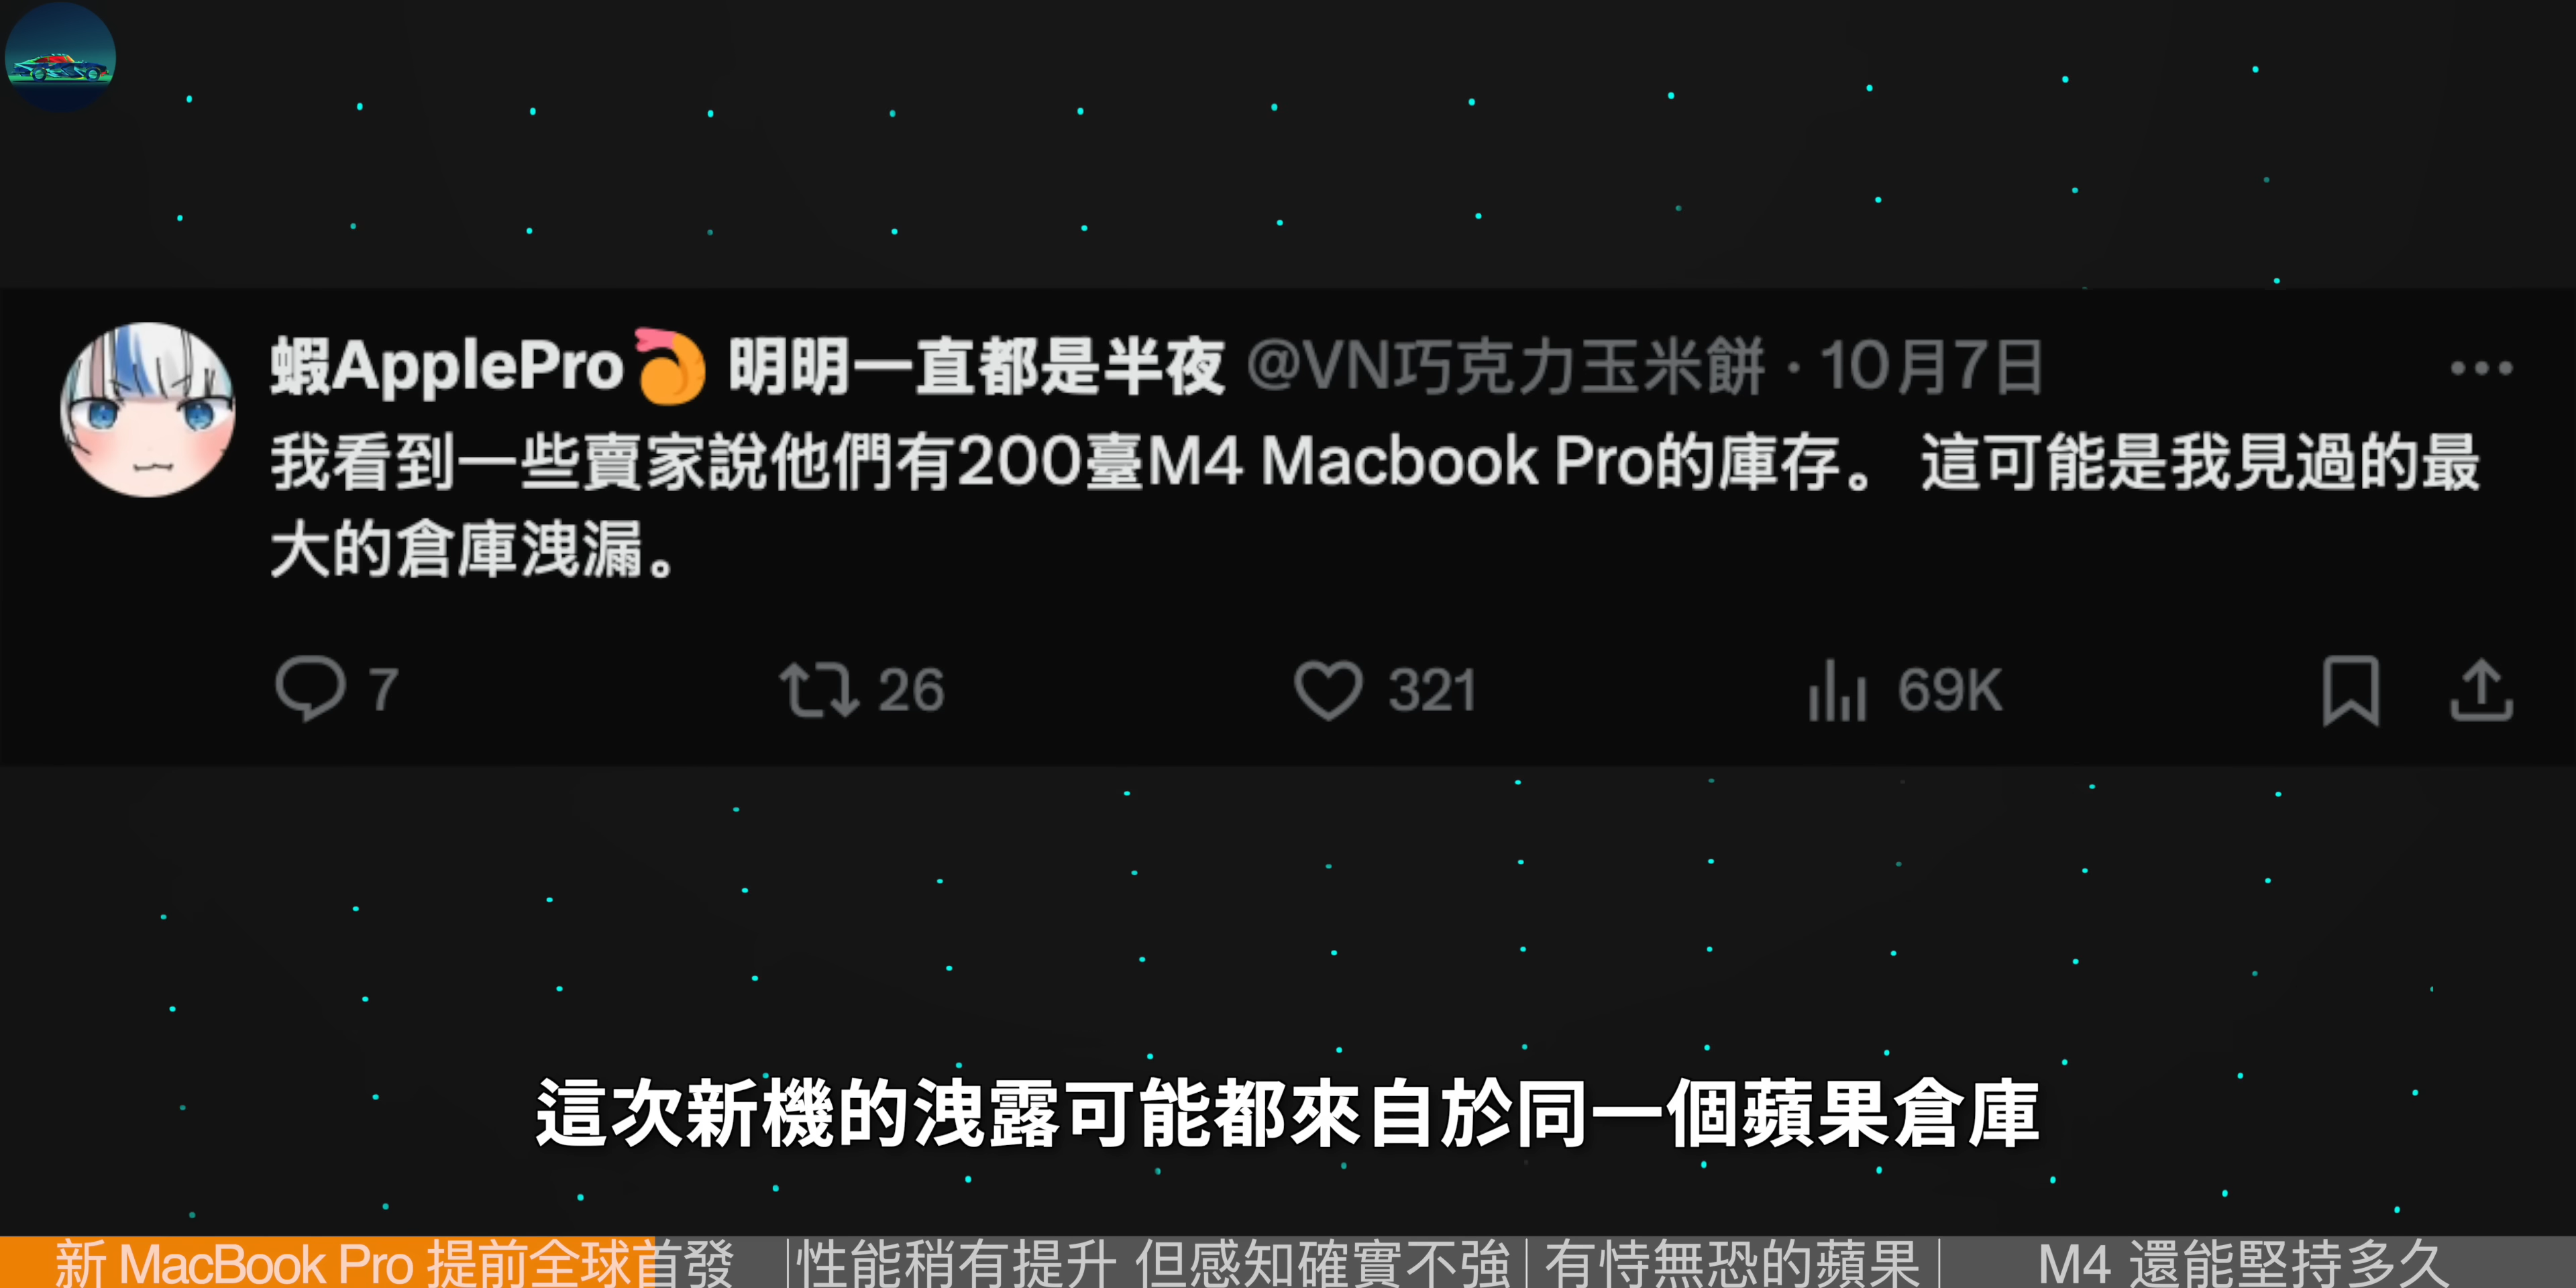 蝦ApplePro🦐 明明一直都是半夜 @VN巧克力玉米餅 · 10月7日
我看到一些賣家說他們有200臺M4 Macbook Pro的庫存。 這可能是我見過的最
大的倉庫洩漏。
7 26 321 69K
這次新機的洩露可能都來自於同一個蘋果倉庫
新 MacBook Pro 提前全球首發 性能稍有提升 但感知確實不強 有恃無恐的蘋果 M4 還能堅持多久